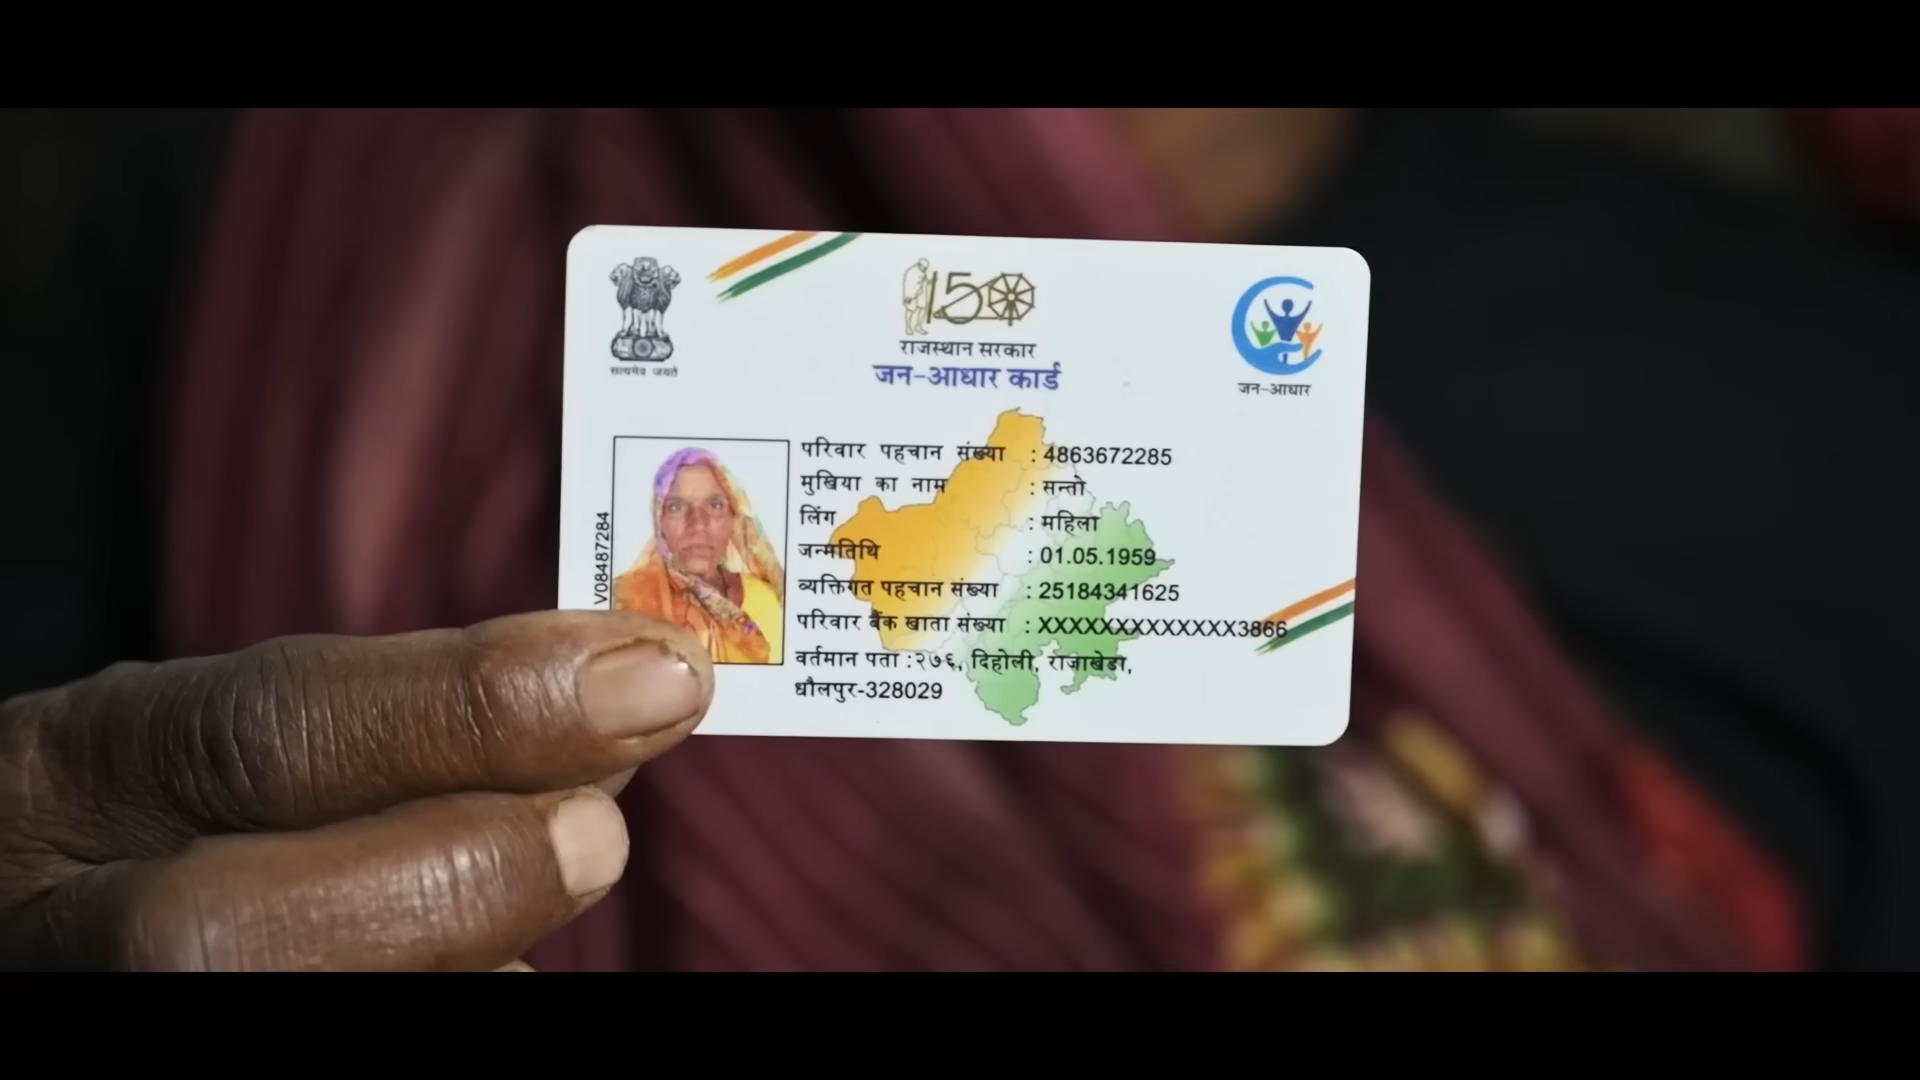 150
राजस्थान सरकार
जन-आधार कार्ड
सत्यमेव जयते
जन-आधार
परिवार पहचान संख्या : 4863672285
मुखिया का नाम : सन्तो
लिंग : महिला
जन्मतिथि : 01.05.1959
व्यक्तिगत पहचान संख्या : 25184341625
परिवार बैंक खाता संख्या : XXXXXXXXXXXXX3866
वर्तमान पता :२७६, दिहोली, राजाखेडा,
धौलपुर-328029
V08487284